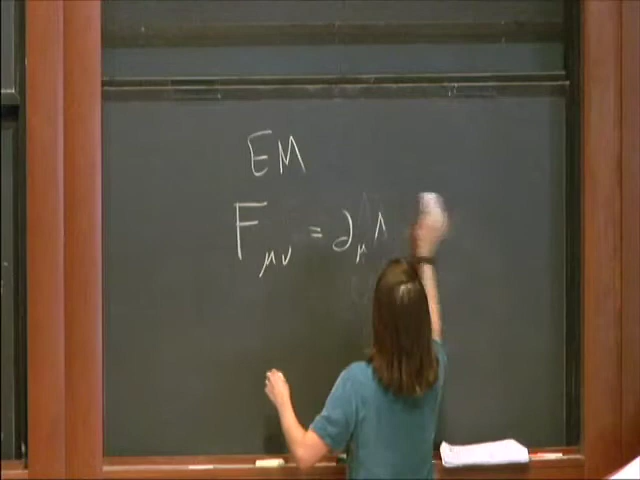 EM
F_μν = ∂_μ Λ